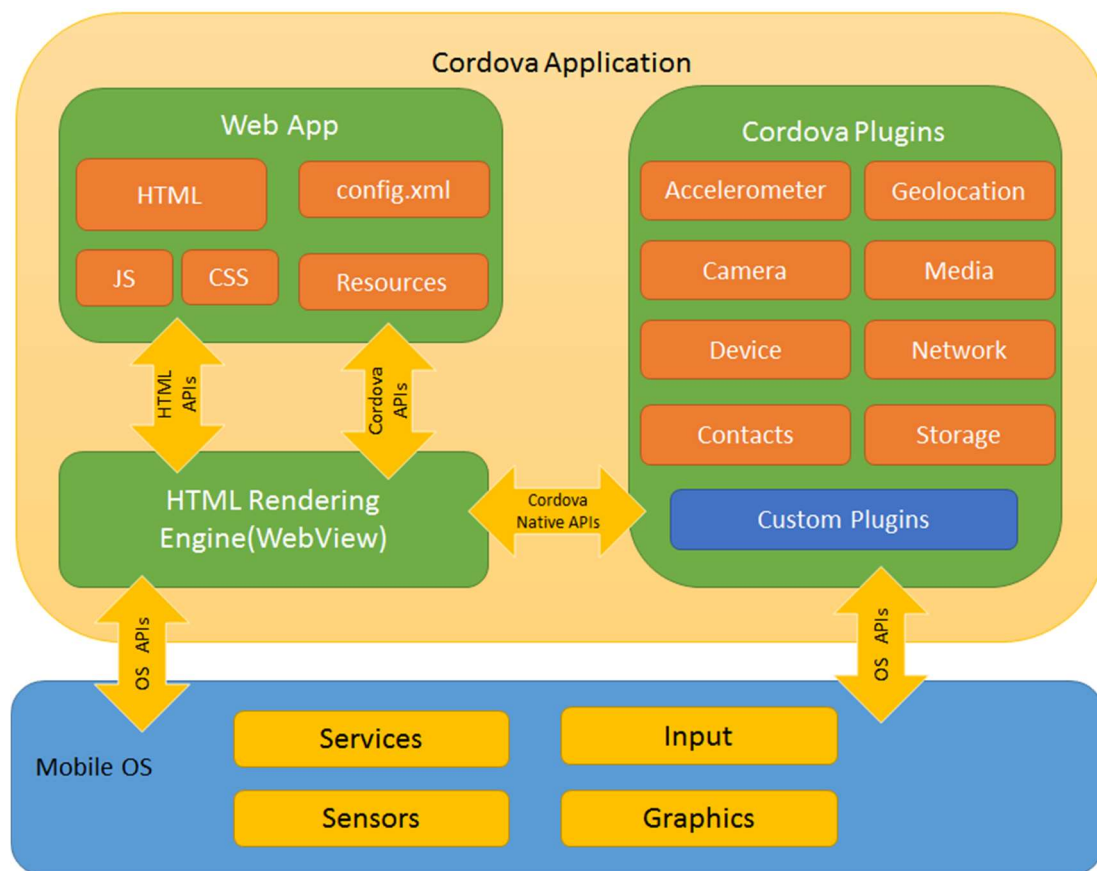 Cordova Application
Web App
HTML
config.xml
JS
CSS
Resources
HTML
APIs
Cordova
APIs
HTML Rendering
Engine(WebView)
Cordova
Native APIs
Cordova Plugins
Accelerometer
Geolocation
Camera
Media
Device
Network
Contacts
Storage
Custom Plugins
OS APIs
OS APIs
Mobile OS
Services
Input
Sensors
Graphics